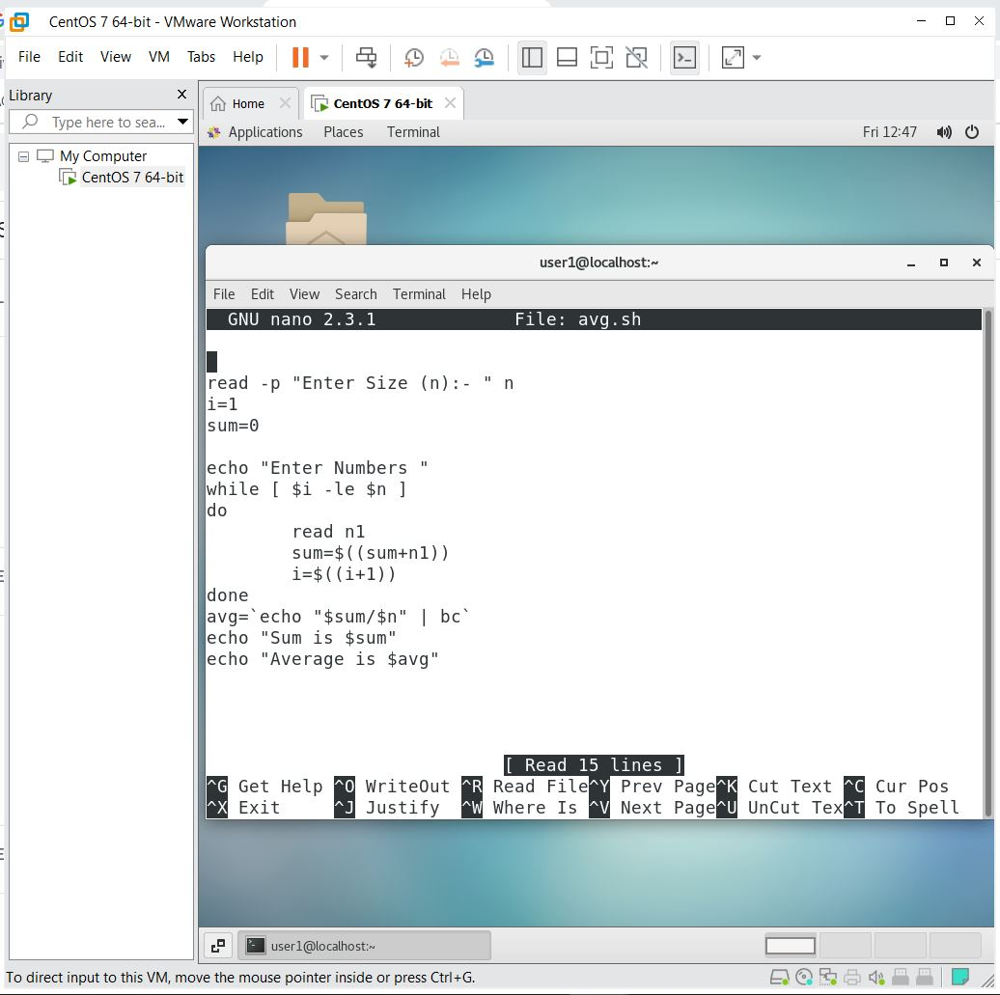 CentOS 7 64-bit - VMware Workstation
File Edit View VM Tabs Help
Library
Type here to sea...
My Computer
CentOS 7 64-bit
Home
CentOS 7 64-bit
Applications Places Terminal Fri 12:47
user1@localhost:~
File Edit View Search Terminal Help
GNU nano 2.3.1 File: avg.sh
read -p "Enter Size (n):- " n
i=1
sum=0
echo "Enter Numbers "
while [ $i -le $n ]
do
read n1
sum=$((sum+n1))
i=$((i+1))
done
avg=`echo "$sum/$n" | bc`
echo "Sum is $sum"
echo "Average is $avg"
[ Read 15 lines ]
^G Get Help ^O WriteOut ^R Read File ^Y Prev Page ^K Cut Text ^C Cur Pos
^X Exit ^J Justify ^W Where Is ^V Next Page ^U UnCut Tex ^T To Spell
user1@localhost:~
To direct input to this VM, move the mouse pointer inside or press Ctrl+G.